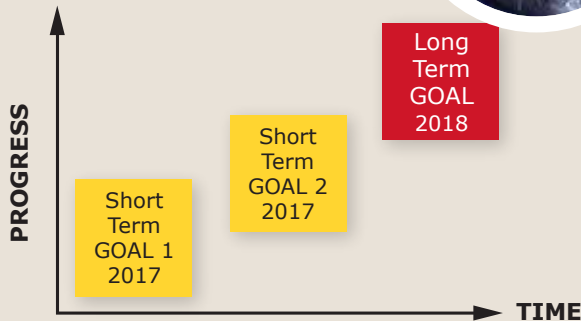 PROGRESS
Long
Term
GOAL
2018
Short
Term
GOAL 2
2017
Short
Term
GOAL 1
2017
TIME